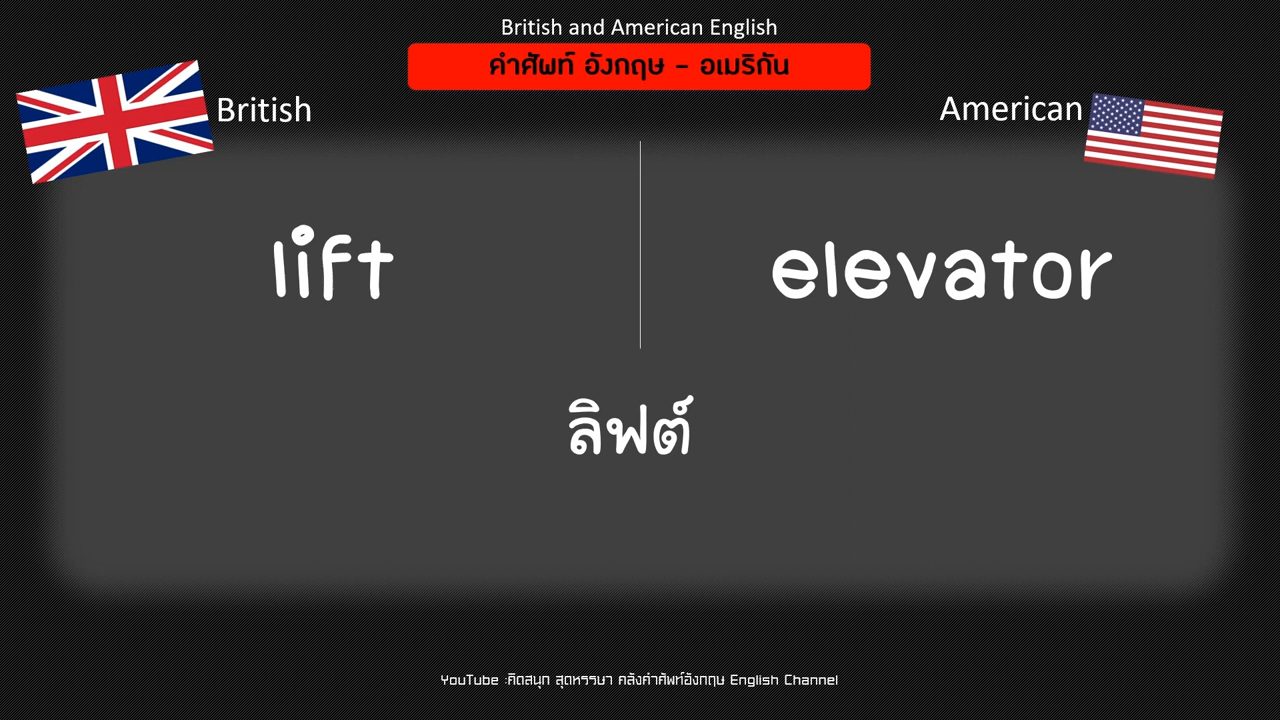 British and American English
คำศัพท์ อังกฤษ - อเมริกัน
British
American
lift
elevator
ลิฟต์
YouTube :คิดสนุก สุดหรรษา คลังคำศัพท์อังกฤษ English Channel